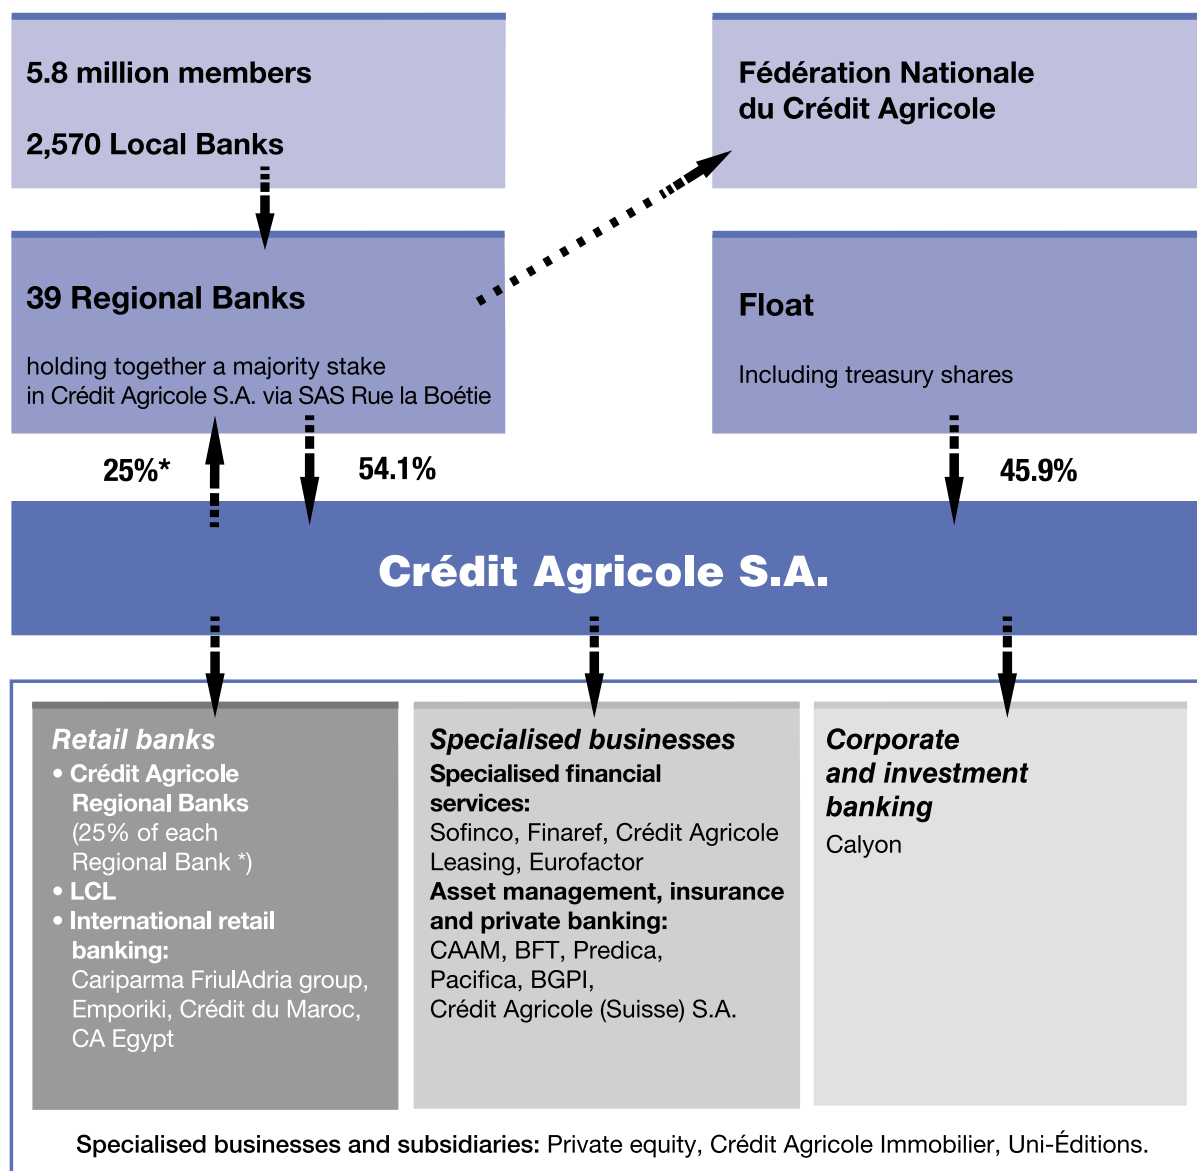 5.8 million members
2,570 Local Banks
Fédération Nationale
du Crédit Agricole
39 Regional Banks
holding together a majority stake
in Crédit Agricole S.A. via SAS Rue la Boétie
Float
Including treasury shares
25%*
54.1%
45.9%
Crédit Agricole S.A.
Retail banks
• Crédit Agricole
Regional Banks
(25% of each
Regional Bank *)
• LCL
• International retail
banking:
Cariparma FriulAdria group,
Emporiki, Crédit du Maroc,
CA Egypt
Specialised businesses
Specialised financial
services:
Sofinco, Finaref, Crédit Agricole
Leasing, Eurofactor
Asset management, insurance
and private banking:
CAAM, BFT, Predica,
Pacifica, BGPI,
Crédit Agricole (Suisse) S.A.
Corporate
and investment
banking
Calyon
Specialised businesses and subsidiaries: Private equity, Crédit Agricole Immobilier, Uni-Éditions.